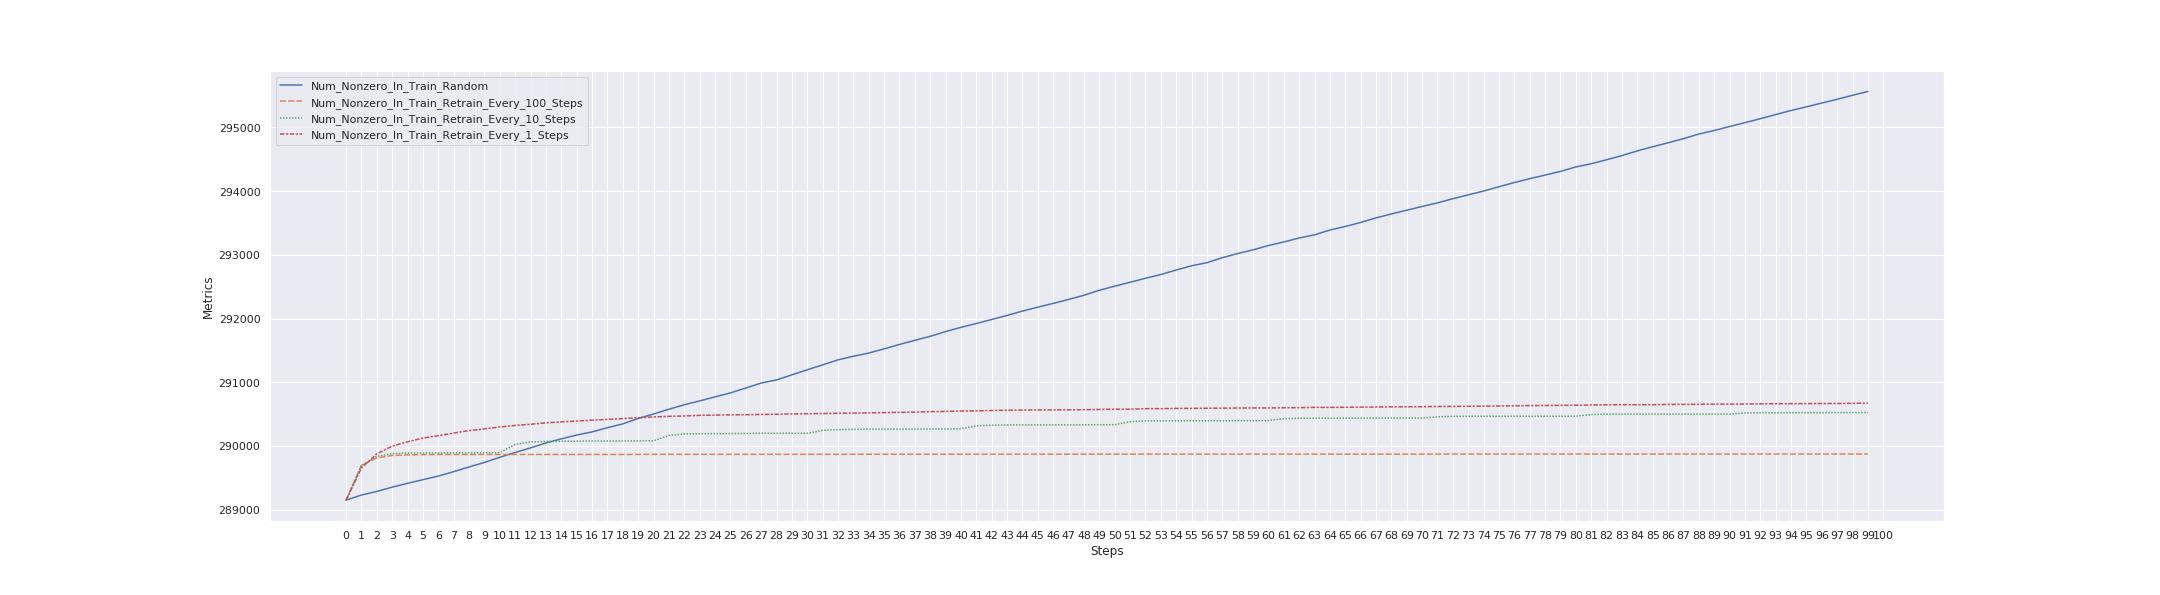 Num_Nonzero_In_Train_Random
Num_Nonzero_In_Train_Retrain_Every_100_Steps
Num_Nonzero_In_Train_Retrain_Every_10_Steps
Num_Nonzero_In_Train_Retrain_Every_1_Steps
295000
294000
293000
292000
291000
290000
289000
Metrics
0 1 2 3 4 5 6 7 8 9 10 11 12 13 14 15 16 17 18 19 20 21 22 23 24 25 26 27 28 29 30 31 32 33 34 35 36 37 38 39 40 41 42 43 44 45 46 47 48 49 50 51 52 53 54 55 56 57 58 59 60 61 62 63 64 65 66 67 68 69 70 71 72 73 74 75 76 77 78 79 80 81 82 83 84 85 86 87 88 89 90 91 92 93 94 95 96 97 98 99 100
Steps